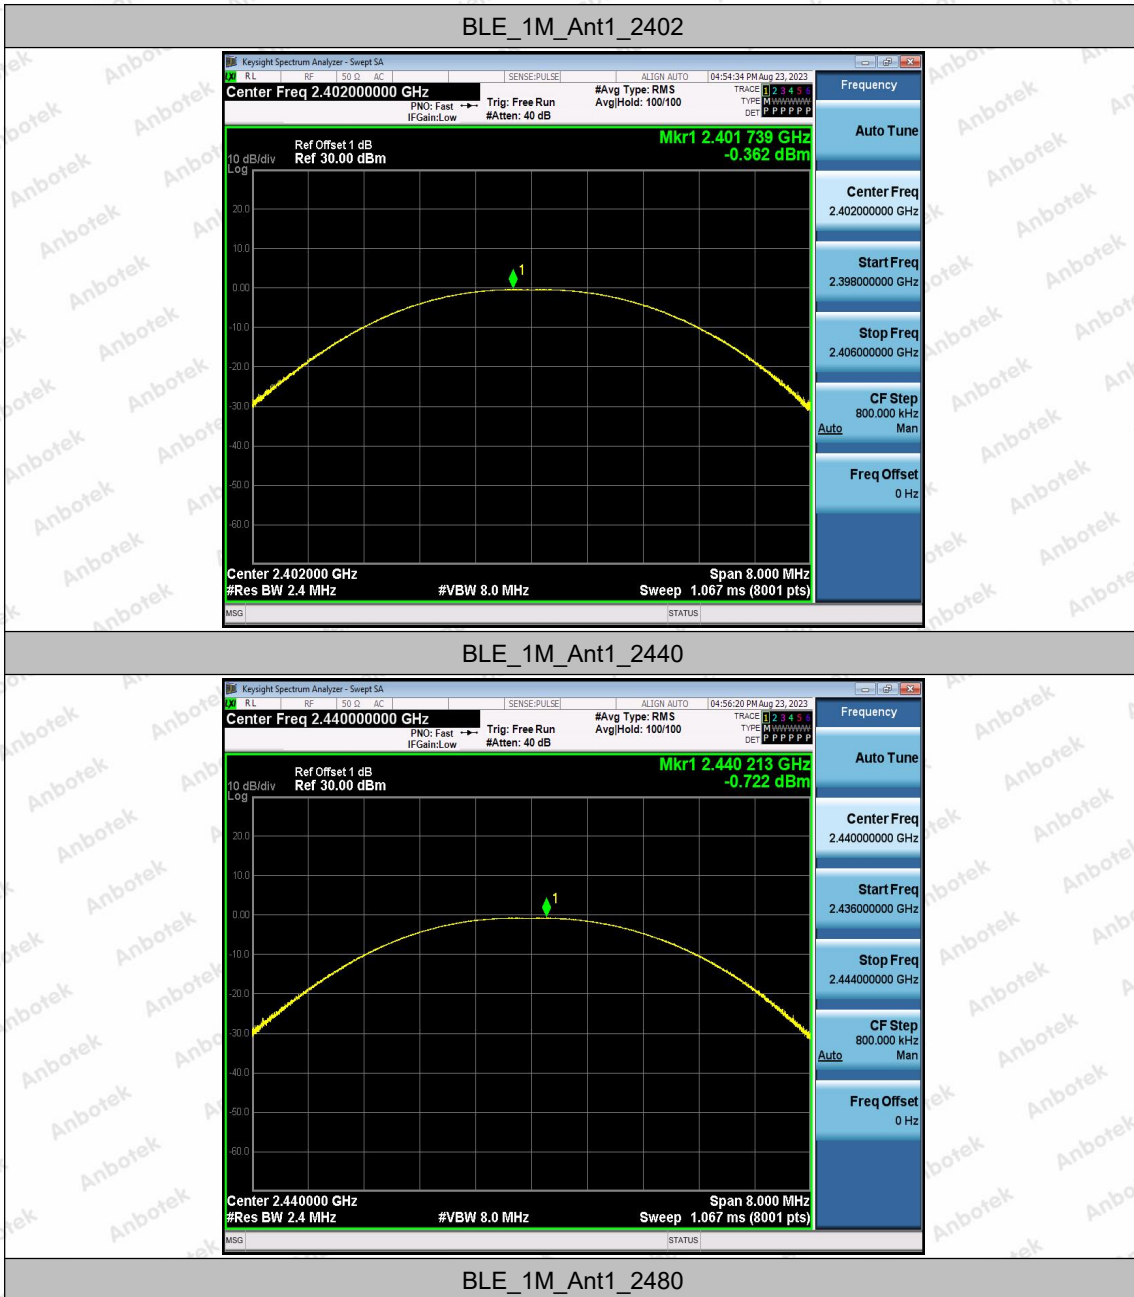 BLE_1M_Ant1_2402
Keysight Spectrum Analyzer - Swept SA
LXI RL RF 50 Ω AC SENSE:PULSE ALIGN AUTO 04:54:34 PM Aug 23, 2023
Center Freq 2.402000000 GHz
PNO: Fast
IFGain:Low
Trig: Free Run
#Atten: 40 dB
#Avg Type: RMS
Avg|Hold: 100/100
TRACE 1 2 3 4 5 6
TYPE M WWWWW
DET P P P P P P
Frequency
Auto Tune
Mkr1 2.401 739 GHz
-0.362 dBm
Ref Offset 1 dB
10 dB/div Ref 30.00 dBm
Log
20.0
10.0
0.00
-10.0
-20.0
-30.0
-40.0
-50.0
-60.0
1
Center Freq
2.402000000 GHz
Start Freq
2.398000000 GHz
Stop Freq
2.406000000 GHz
CF Step
800.000 kHz
Auto Man
Freq Offset
0 Hz
Center 2.402000 GHz Span 8.000 MHz
#Res BW 2.4 MHz #VBW 8.0 MHz Sweep 1.067 ms (8001 pts)
MSG STATUS
BLE_1M_Ant1_2440
Keysight Spectrum Analyzer - Swept SA
LXI RL RF 50 Ω AC SENSE:PULSE ALIGN AUTO 04:56:20 PM Aug 23, 2023
Center Freq 2.440000000 GHz
PNO: Fast
IFGain:Low
Trig: Free Run
#Atten: 40 dB
#Avg Type: RMS
Avg|Hold: 100/100
TRACE 1 2 3 4 5 6
TYPE M WWWWW
DET P P P P P P
Frequency
Auto Tune
Mkr1 2.440 213 GHz
-0.722 dBm
Ref Offset 1 dB
10 dB/div Ref 30.00 dBm
Log
20.0
10.0
0.00
-10.0
-20.0
-30.0
-40.0
-50.0
-60.0
1
Center Freq
2.440000000 GHz
Start Freq
2.436000000 GHz
Stop Freq
2.444000000 GHz
CF Step
800.000 kHz
Auto Man
Freq Offset
0 Hz
Center 2.440000 GHz Span 8.000 MHz
#Res BW 2.4 MHz #VBW 8.0 MHz Sweep 1.067 ms (8001 pts)
MSG STATUS
BLE_1M_Ant1_2480
Anbotek